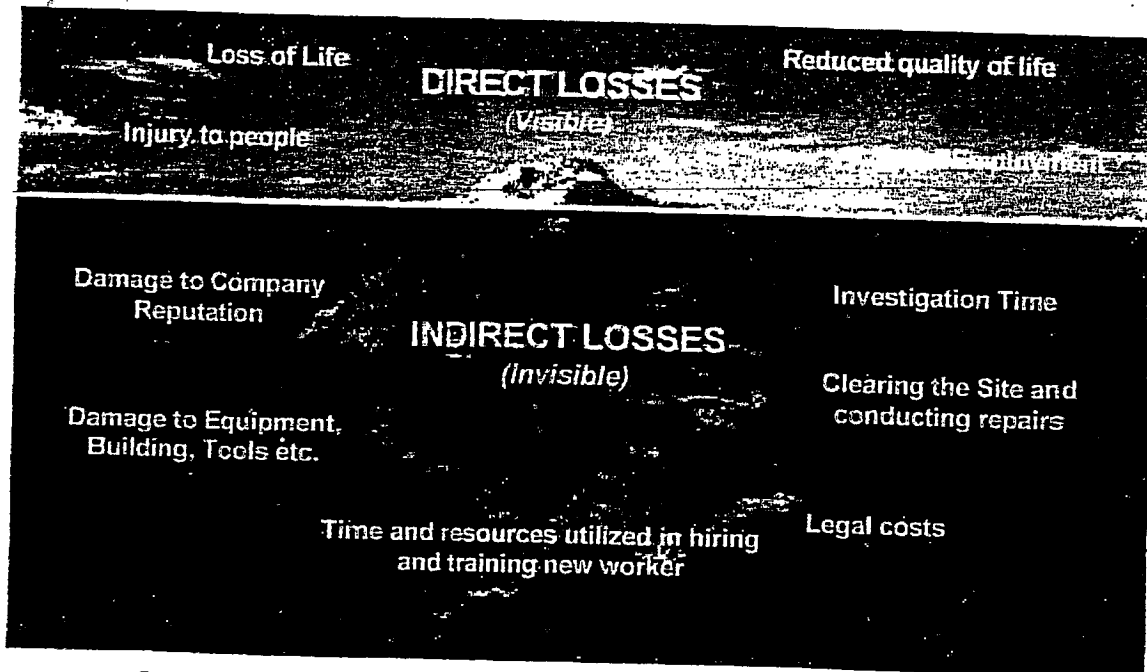 Loss of Life
DIRECT LOSSES
(Visible)
Reduced quality of life
Injury to people
Damage to Company
Reputation
INDIRECT LOSSES
(Invisible)
Investigation Time
Clearing the Site and
conducting repairs
Damage to Equipment,
Building, Tools etc.
Time and resources utilized in hiring
and training new worker
Legal costs